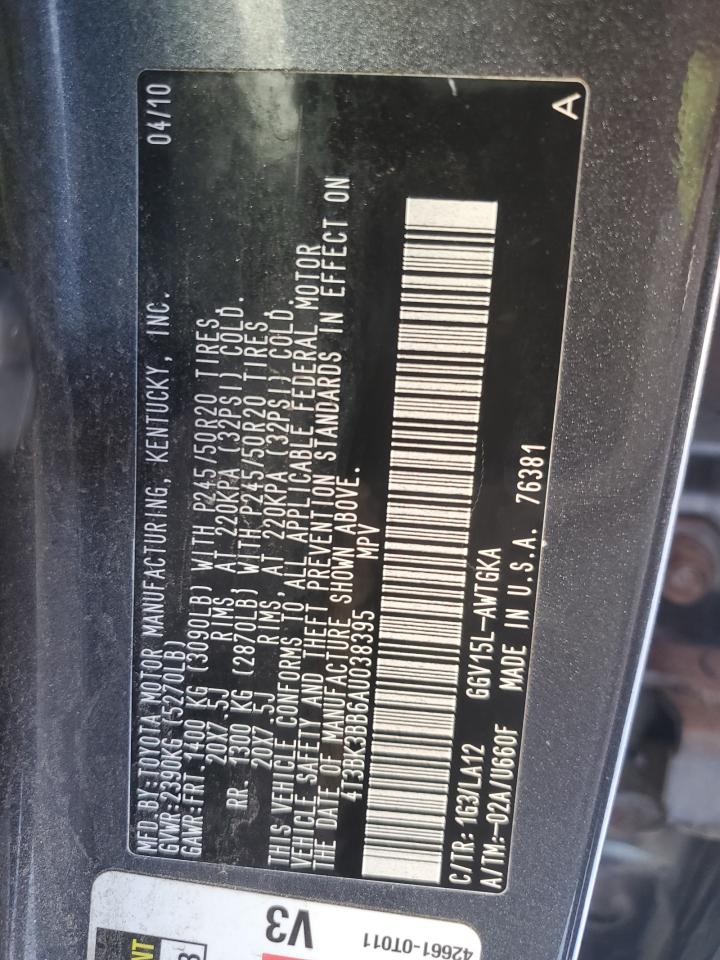 MFD BY:TOYOTA MOTOR MANUFACTURING, KENTUCKY, INC. 04/10
GVWR:2390KG (5270LB)
GAWR:FRT.1400 KG (3090LB) WITH P245/50R20 TIRES,
20X7.5J RIMS, AT 220KPA (32PSI) COLD.
RR. 1300 KG (2870LB) WITH P245/50R20 TIRES
20X7.5J RIMS, AT 220KPA (32PSI) COLD.
THIS VEHICLE CONFORMS TO ALL APPLICABLE FEDERAL MOTOR
VEHICLE SAFETY AND THEFT PREVENTION STANDARDS IN EFFECT ON
THE DATE OF MANUFACTURE SHOWN ABOVE.
4T3BK3BB6AU038395 MPV
C/TR: 1G3/LA12 GGV15L-AWTGKA
A/TM:-02A/U660F MADE IN U.S.A. 76381
A
V3
42661-0T011